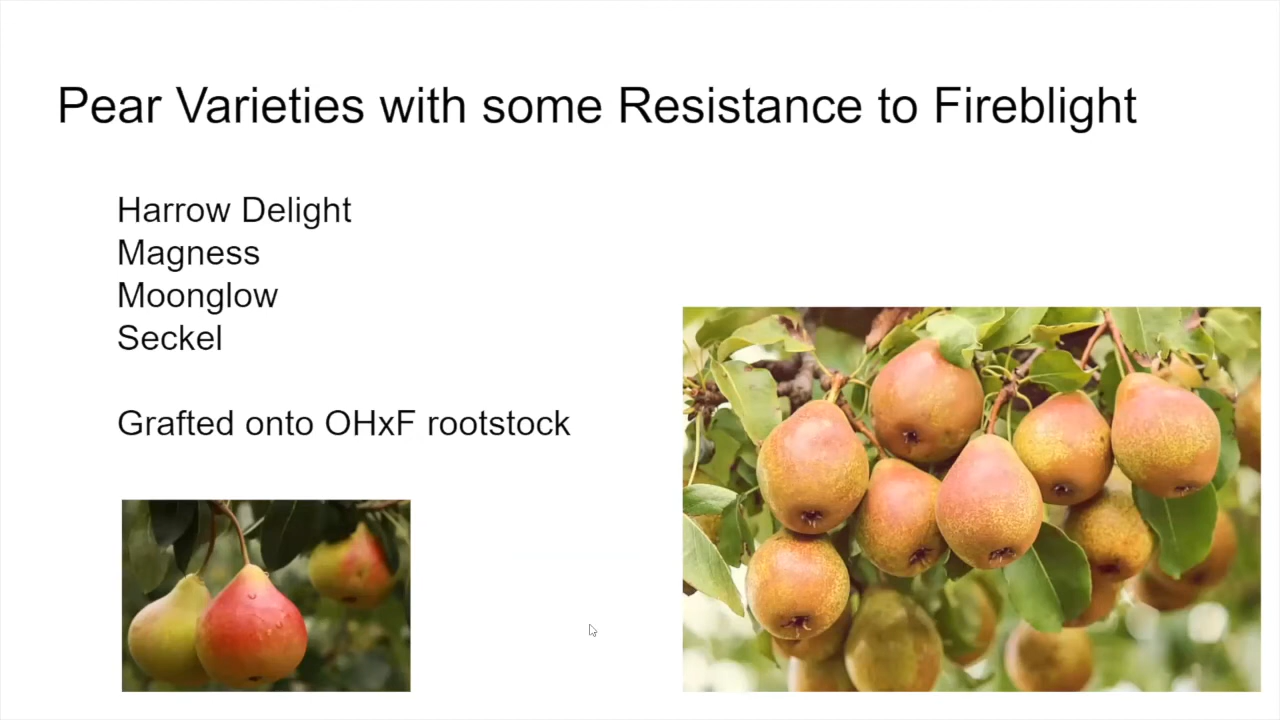 Pear Varieties with some Resistance to Fireblight
Harrow Delight
Magness
Moonglow
Seckel
Grafted onto OHxF rootstock